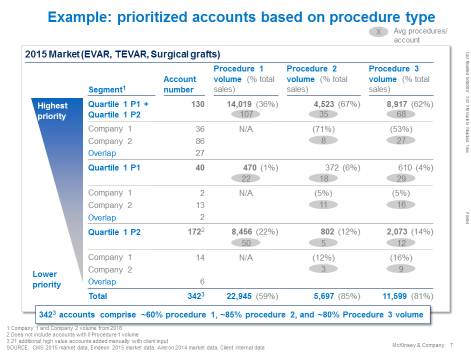 Example: prioritized accounts based on procedure type
X Avg procedures/
account
2015 Market (EVAR, TEVAR, Surgical grafts)
Segment1 Account number Procedure 1 volume (% total sales) Procedure 2 volume (% total sales) Procedure 3 volume (% total sales)
Highest priority
Quartile 1 P1 + Quartile 1 P2 130 14,019 (36%) 4,523 (67%) 8,917 (62%)
107 35 68
Company 1 36 N/A (71%) (53%)
Company 2 86 8 27
Overlap 27
Quartile 1 P1 40 470 (1%) 372 (6%) 610 (4%)
22 18 29
Company 1 2 N/A (5%) (5%)
Company 2 13 11 16
Overlap 2
Quartile 1 P2 1722 8,456 (22%) 802 (12%) 2,073 (14%)
50 5 12
Company 1 14 N/A (12%) (16%)
Company 2 3 9
Overlap 6
Lower priority
Total 3423 22,945 (59%) 5,697 (85%) 11,599 (81%)
3423 accounts comprise ~60% procedure 1, ~85% procedure 2, and ~80% Procedure 3 volume
1 Company 1 and Company 2 volume from 2016
2 Does not include accounts with 0 Procedure 1 volume
3 21 additional high value accounts added manually with client input
SOURCE: CMS 2015 market data, 2015 market data, 2014 market data, Client internal data
McKinsey & Company 7
Printed